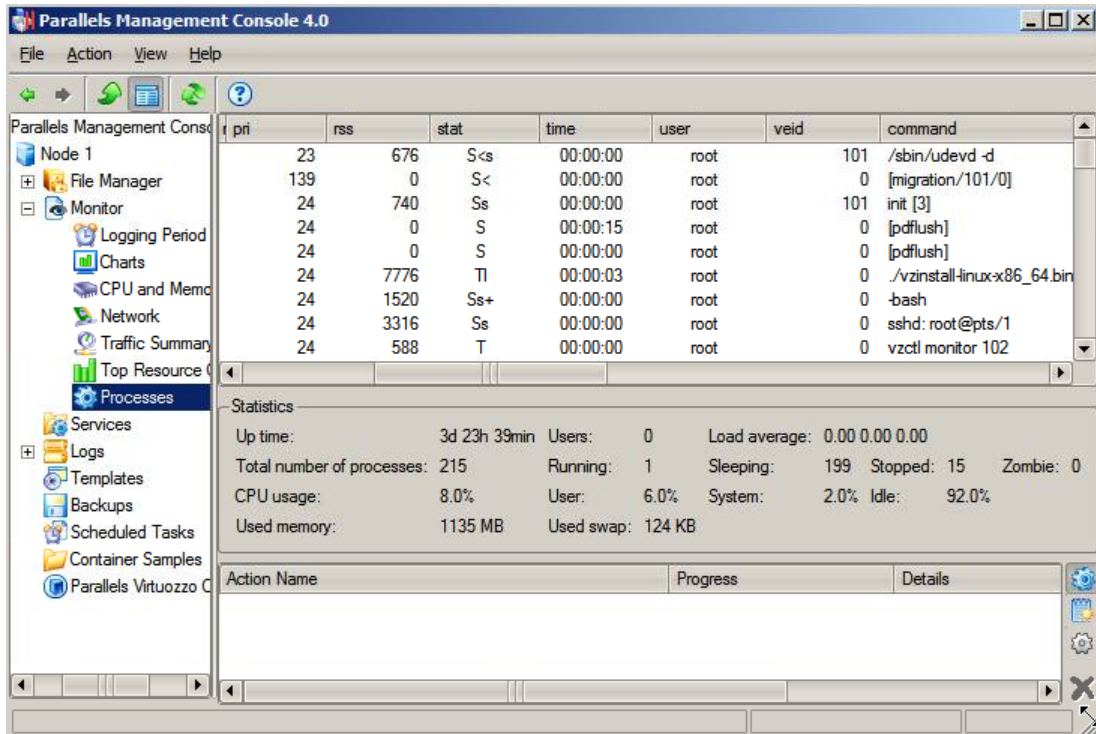 Parallels Management Console 4.0
File Action View Help
Parallels Management Conso
Node 1
File Manager
Monitor
Logging Period
Charts
CPU and Memo
Network
Traffic Summary
Top Resource
Processes
Services
Logs
Templates
Backups
Scheduled Tasks
Container Samples
Parallels Virtuozzo C
pri rss stat time user veid command
23 676 S<s 00:00:00 root 101 /sbin/udevd -d
139 0 S< 00:00:00 root 0 [migration/101/0]
24 740 Ss 00:00:00 root 101 init [3]
24 0 S 00:00:15 root 0 [pdflush]
24 0 S 00:00:00 root 0 [pdflush]
24 7776 Tl 00:00:03 root 0 ./vzinstall-linux-x86_64.bin
24 1520 Ss+ 00:00:00 root 0 -bash
24 3316 Ss 00:00:00 root 0 sshd: root@pts/1
24 588 T 00:00:00 root 0 vzctl monitor 102
Statistics
Up time: 3d 23h 39min Users: 0 Load average: 0.00 0.00 0.00
Total number of processes: 215 Running: 1 Sleeping: 199 Stopped: 15 Zombie: 0
CPU usage: 8.0% User: 6.0% System: 2.0% Idle: 92.0%
Used memory: 1135 MB Used swap: 124 KB
Action Name Progress Details